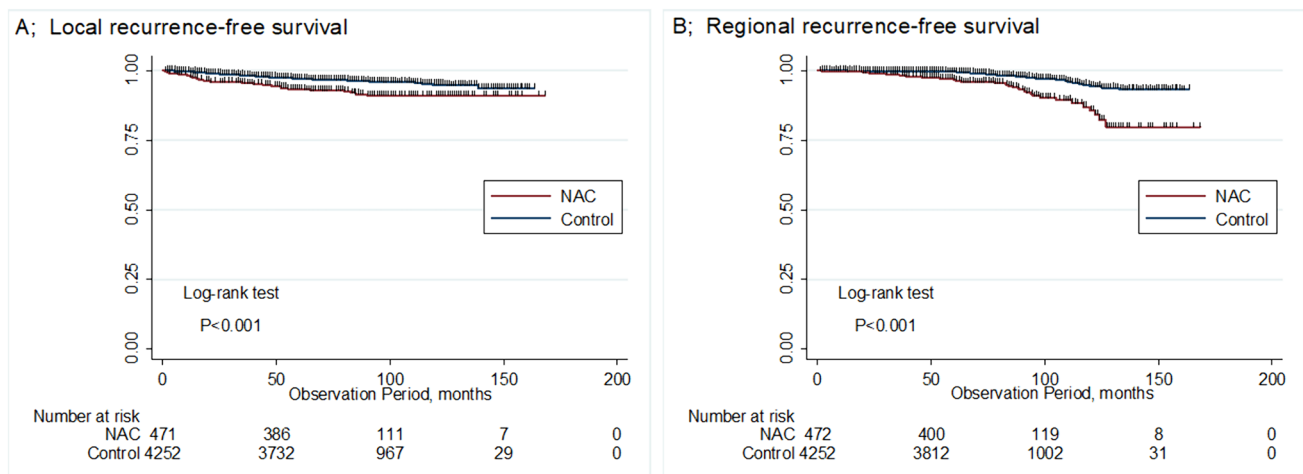 A; Local recurrence-free survival
1.00
0.75
0.50
0.25
0.00
NAC
Control
Log-rank test
P<0.001
0 50 100 150 200
Observation Period, months
Number at risk
NAC 471 386 111 7 0
Control 4252 3732 967 29 0
B; Regional recurrence-free survival
1.00
0.75
0.50
0.25
0.00
NAC
Control
Log-rank test
P<0.001
0 50 100 150 200
Observation Period, months
Number at risk
NAC 472 400 119 8 0
Control 4252 3812 1002 31 0